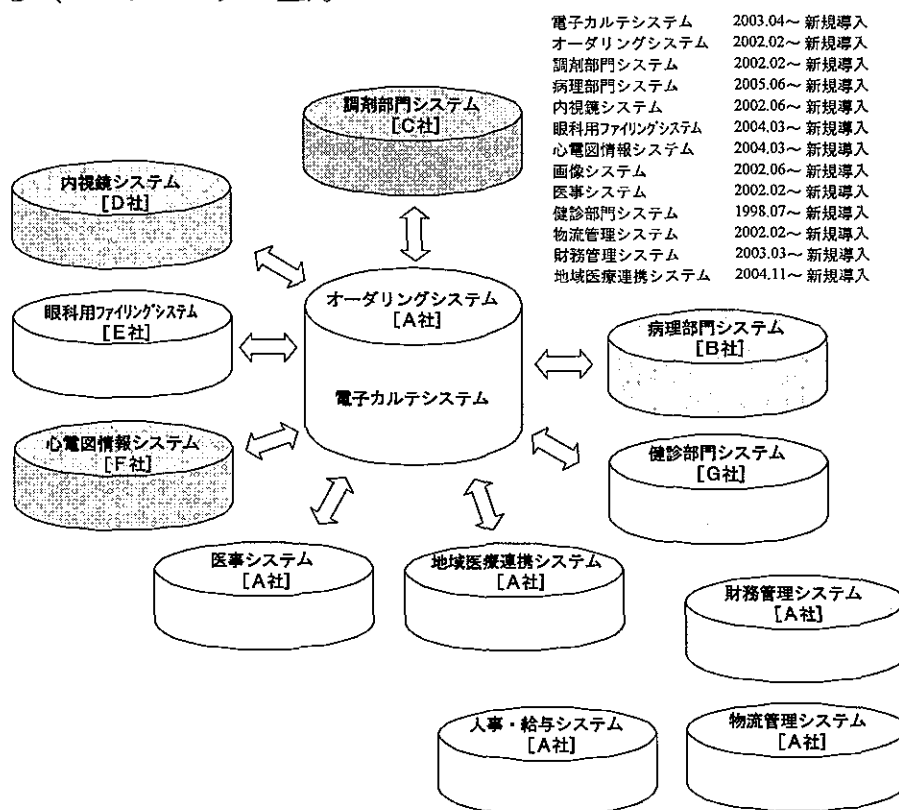 電子カルテシステム 2003.04〜新規導入
オーダリングシステム 2002.02〜新規導入
調剤部門システム 2002.02〜新規導入
病理部門システム 2005.06〜新規導入
内視鏡システム 2002.06〜新規導入
眼科用ファイリングシステム 2004.03〜新規導入
心電図情報システム 2004.03〜新規導入
画像システム 2002.06〜新規導入
医事システム 2002.02〜新規導入
健診部門システム 1998.07〜新規導入
物流管理システム 2002.02〜新規導入
財務管理システム 2003.03〜新規導入
地域医療連携システム 2004.11〜新規導入
調剤部門システム
[C社]
内視鏡システム
[D社]
オーダリングシステム
[A社]
電子カルテシステム
眼科用ファイリングシステム
[E社]
病理部門システム
[B社]
心電図情報システム
[F社]
健診部門システム
[G社]
医事システム
[A社]
地域医療連携システム
[A社]
財務管理システム
[A社]
人事・給与システム
[A社]
物流管理システム
[A社]